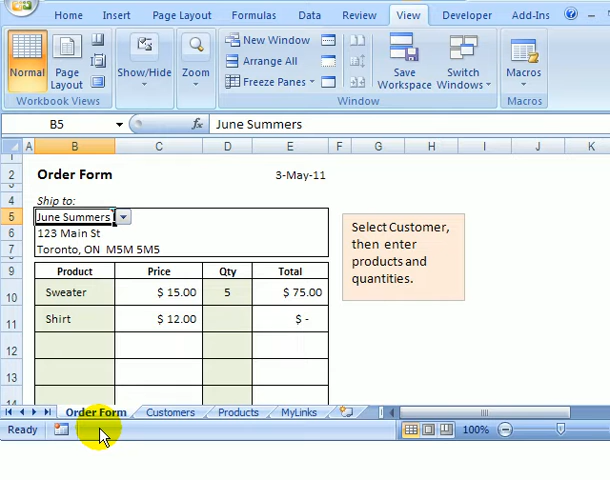 Home Insert Page Layout Formulas Data Review View Developer Add-Ins
Normal
Page
Layout
Workbook Views
Show/Hide
Zoom
New Window
Arrange All
Freeze Panes
Window
Save
Workspace
Switch
Windows
Macros
Macros
B5 fx June Summers
A B C D E F G H I J K
1
2 Order Form 3-May-11
3
4 Ship to:
5 June Summers
6 123 Main St
7 Toronto, ON M5M 5M5
Select Customer,
then enter
products and
quantities.
9 Product Price Qty Total
10 Sweater $ 15.00 5 $ 75.00
11 Shirt $ 12.00 $ -
12
13
14
Order Form Customers Products MyLinks
Ready 100%